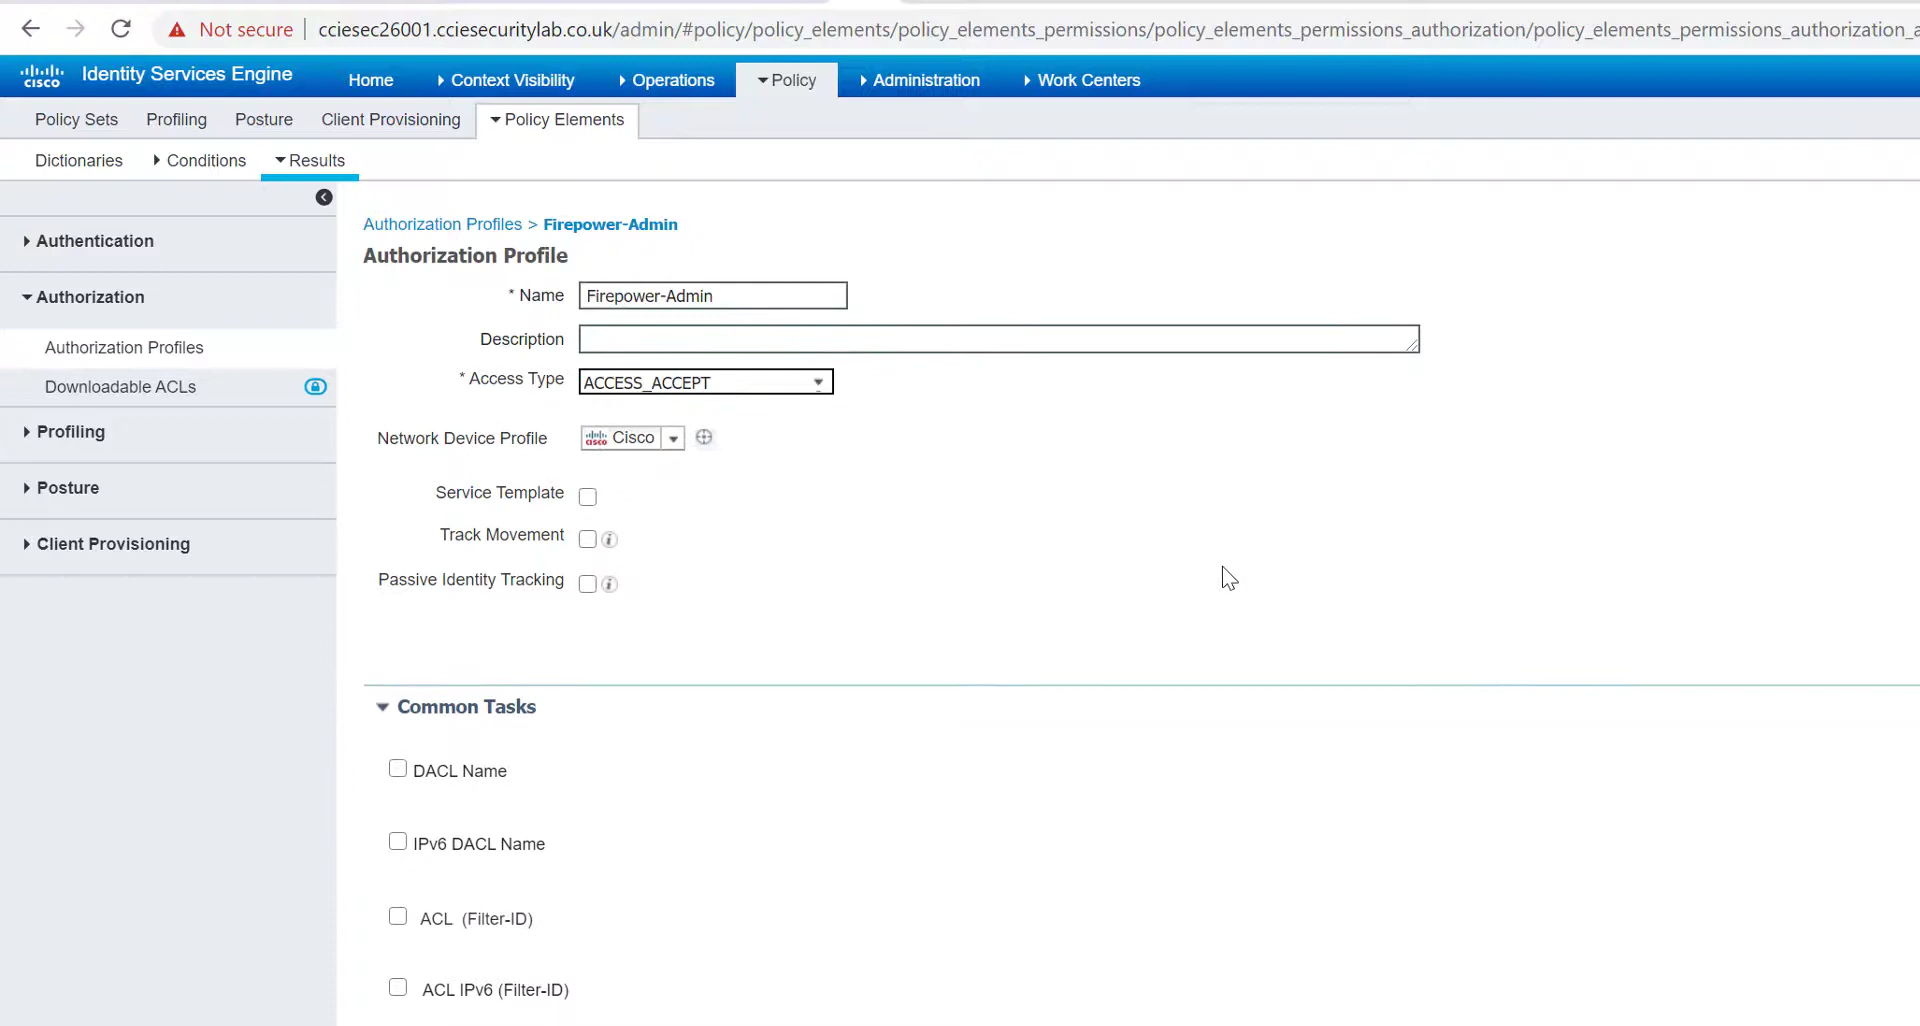 Not secure cciesec26001.cciesecuritylab.co.uk/admin/#policy/policy_elements/policy_elements_permissions/policy_elements_permissions_authorization/policy_elements_permissions_authorization_a
cisco Identity Services Engine Home Context Visibility Operations Policy Administration Work Centers
Policy Sets Profiling Posture Client Provisioning Policy Elements
Dictionaries Conditions Results
Authentication
Authorization
Authorization Profiles
Downloadable ACLs
Profiling
Posture
Client Provisioning
Authorization Profiles > Firepower-Admin
Authorization Profile
* Name Firepower-Admin
Description
* Access Type ACCESS_ACCEPT
Network Device Profile cisco Cisco
Service Template
Track Movement i
Passive Identity Tracking i
Common Tasks
DACL Name
IPv6 DACL Name
ACL (Filter-ID)
ACL IPv6 (Filter-ID)